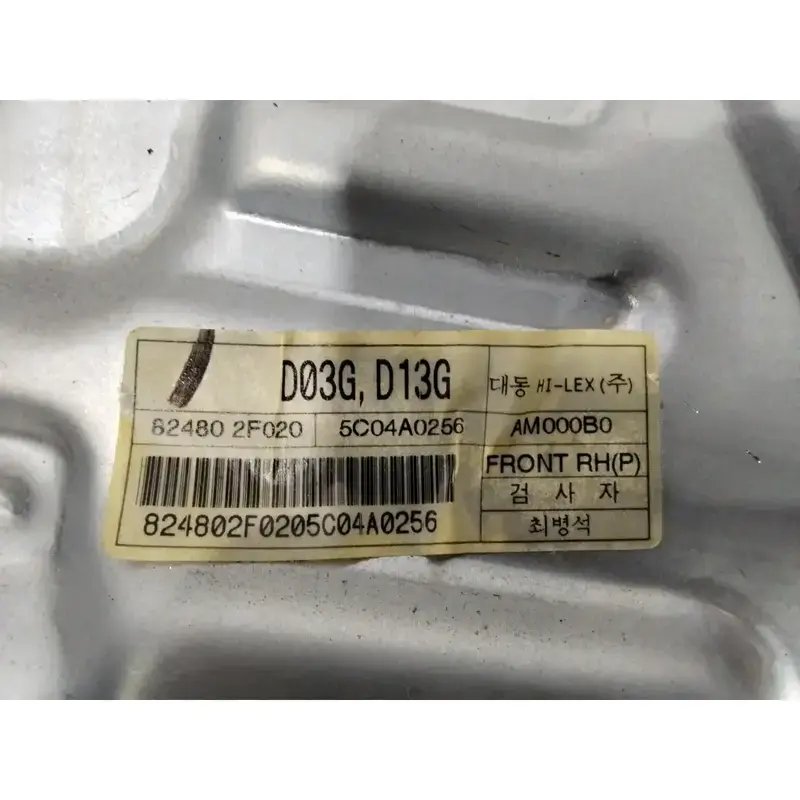 D03G, D13G
대동 HI-LEX (주)
82480 2F020
5C04A0256
AM000B0
FRONT RH(P)
검 사 자
824802F0205C04A0256
최병석